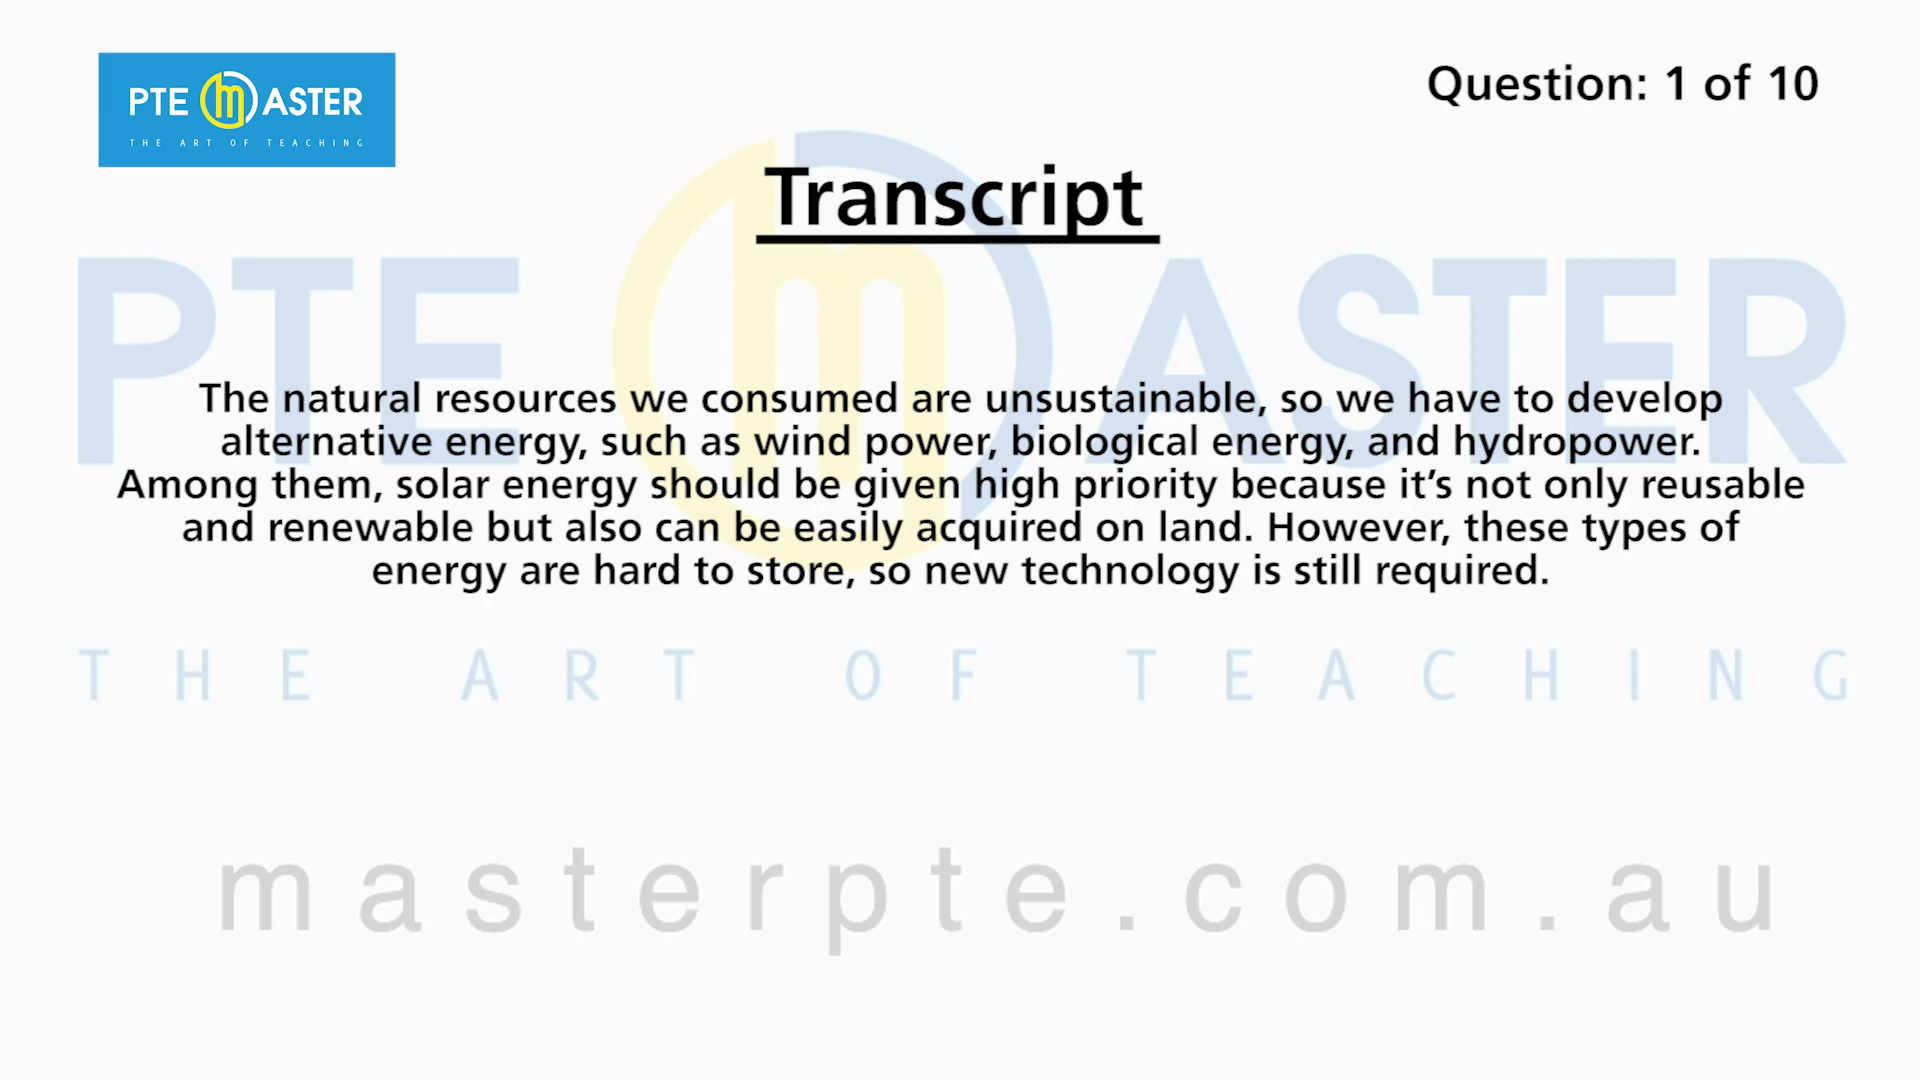 PTE MASTER
THE ART OF TEACHING
Question: 1 of 10
Transcript
PTE MASTER
The natural resources we consumed are unsustainable, so we have to develop
alternative energy, such as wind power, biological energy, and hydropower.
Among them, solar energy should be given high priority because it’s not only reusable
and renewable but also can be easily acquired on land. However, these types of
energy are hard to store, so new technology is still required.
THE ART OF TEACHING
masterpte.com.au